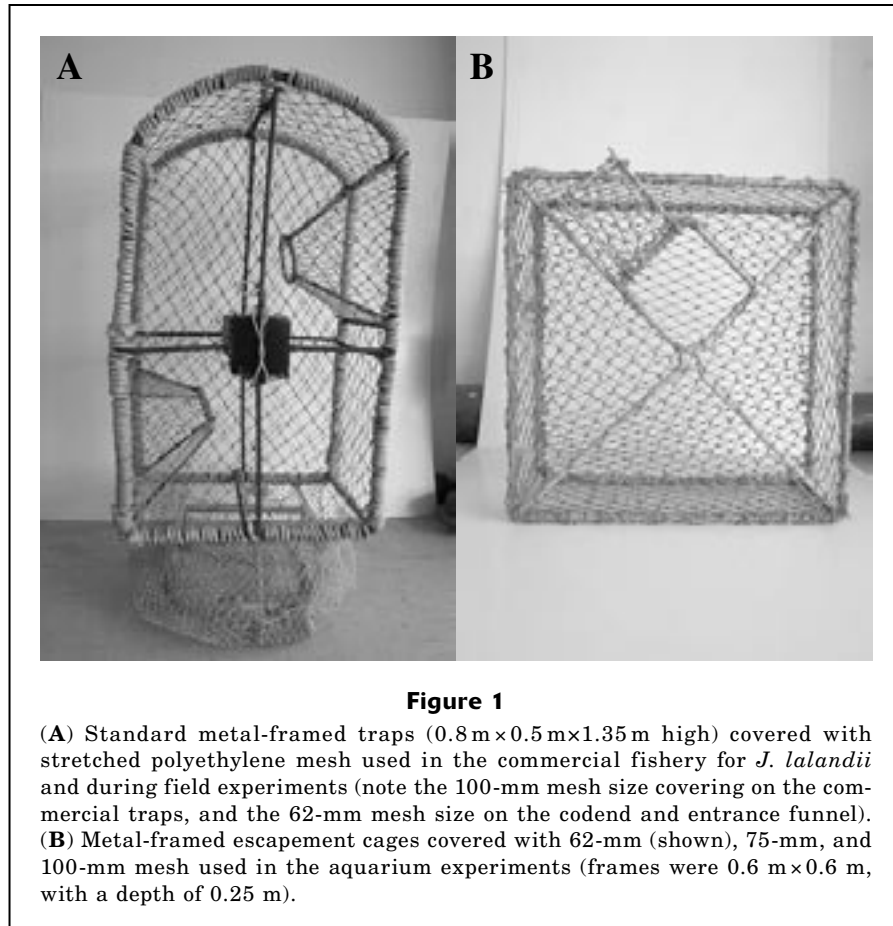 A
B
Figure 1
(A) Standard metal-framed traps (0.8 m × 0.5 m×1.35 m high) covered with
stretched polyethylene mesh used in the commercial fishery for J. lalandii
and during field experiments (note the 100-mm mesh size covering on the com-
mercial traps, and the 62-mm mesh size on the codend and entrance funnel).
(B) Metal-framed escapement cages covered with 62-mm (shown), 75-mm, and
100-mm mesh used in the aquarium experiments (frames were 0.6 m × 0.6 m,
with a depth of 0.25 m).